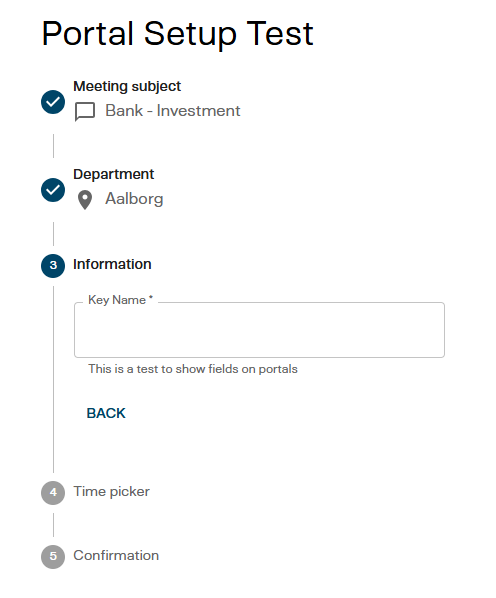 Portal Setup Test
Meeting subject
Bank - Investment
Department
Aalborg
3 Information
Key Name *
This is a test to show fields on portals
BACK
4 Time picker
5 Confirmation